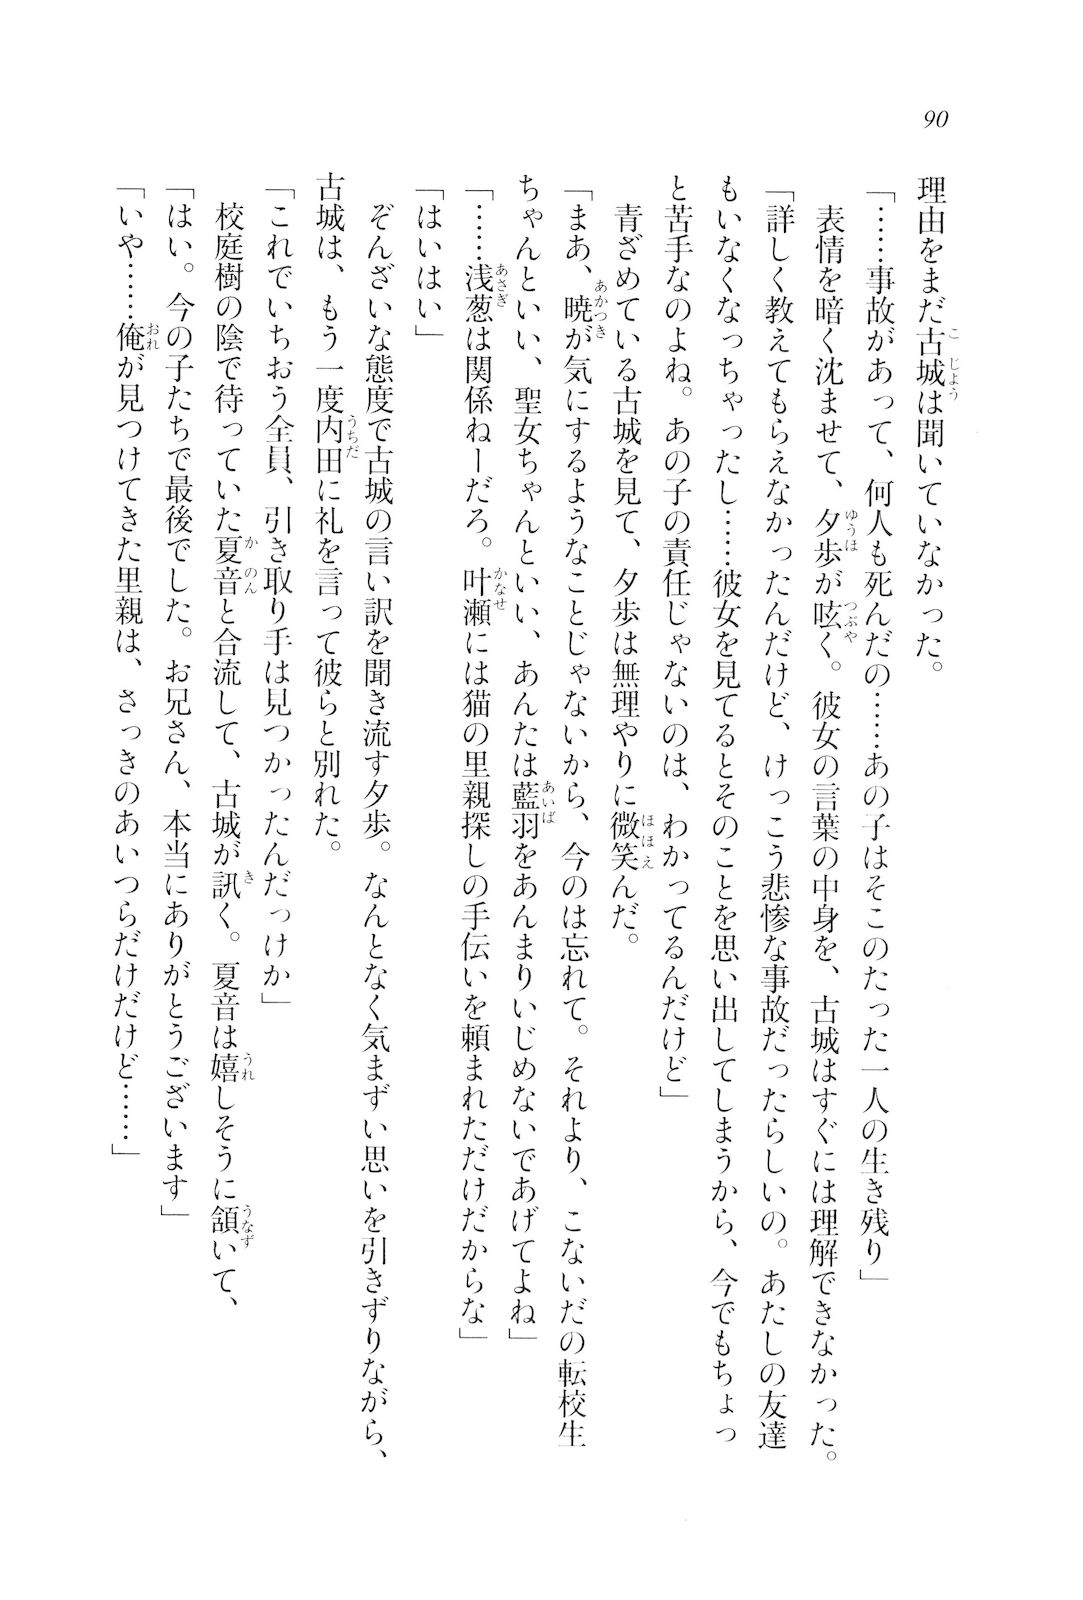 90
理由をまだ古城は聞いていなかった。
「……事故があって、何人も死んだの……あの子はそこのたった一人の生き残り」
表情を暗く沈ませて、夕歩が呟く。彼女の言葉の中身を、古城はすぐには理解できなかった。
「詳しく教えてもらえなかったんだけど、けっこう悲惨な事故だったらしいの。あたしの友達
もいなくなっちゃったし……彼女を見てるとそのことを思い出してしまうから、今でもちょっ
と苦手なのよね。あの子の責任じゃないのは、わかってるんだけど」
青ざめている古城を見て、夕歩は無理やりに微笑んだ。
「まあ、暁が気にするようなことじゃないから、今のは忘れて。それより、こないだの転校生
ちゃんといい、聖女ちゃんといい、あんたは藍羽をあんまりいじめないであげてよね」
「……浅葱は関係ねーだろ。叶瀬には猫の里親探しの手伝いを頼まれただけだからな」
「はいはい」
ぞんざいな態度で古城の言い訳を聞き流す夕歩。なんとなく気まずい思いを引きずりながら、
古城は、もう一度内田に礼を言って彼らと別れた。
「これでいちおう全員、引き取り手は見つかったんだっけか」
校庭樹の陰で待っていた夏音と合流して、古城が訊く。夏音は嬉しそうに頷いて、
「はい。今の子たちで最後でした。お兄さん、本当にありがとうございます」
「いや……俺が見つけてきた里親は、さっきのあいつらだけだけど……」